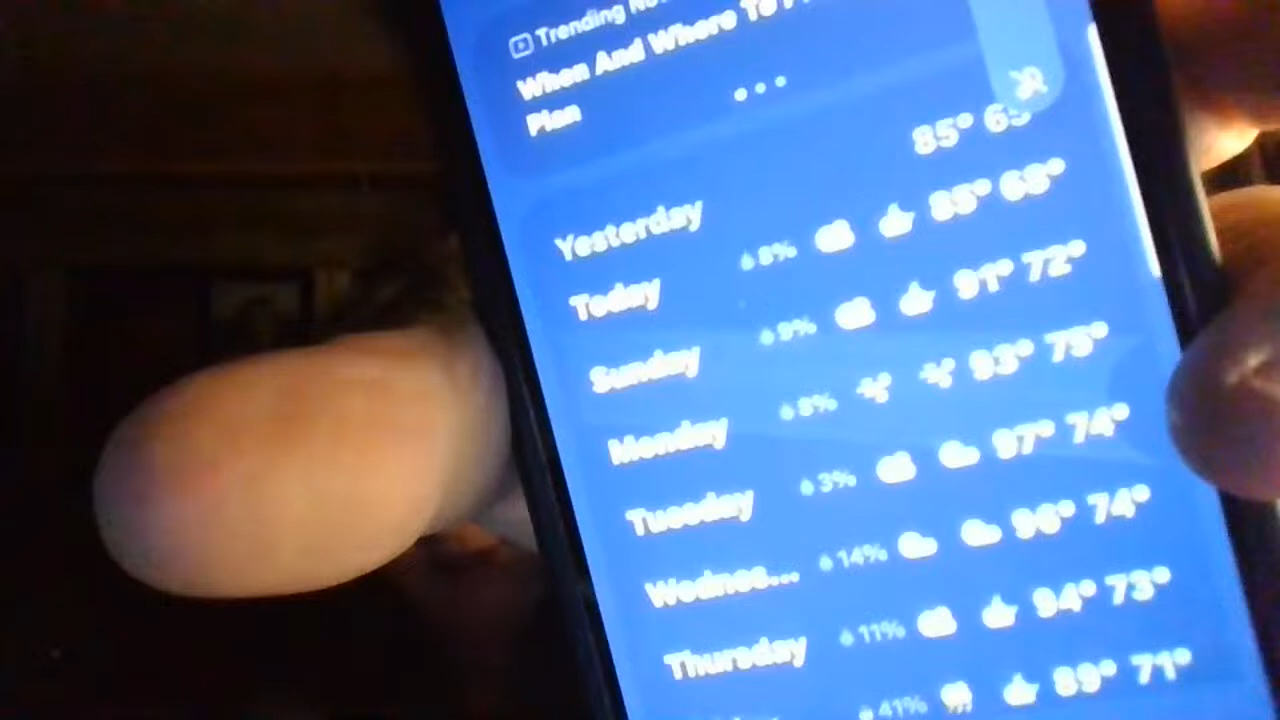 Trending
When And Where To
Plan
Yesterday 85°
Today 8% 85° 68°
Sunday 9% 91° 72°
Monday 8% 93° 75°
Tuesday 3% 97° 74°
Wednes... 14% 96° 74°
Thursday 11% 94° 73°
41% 89° 71°